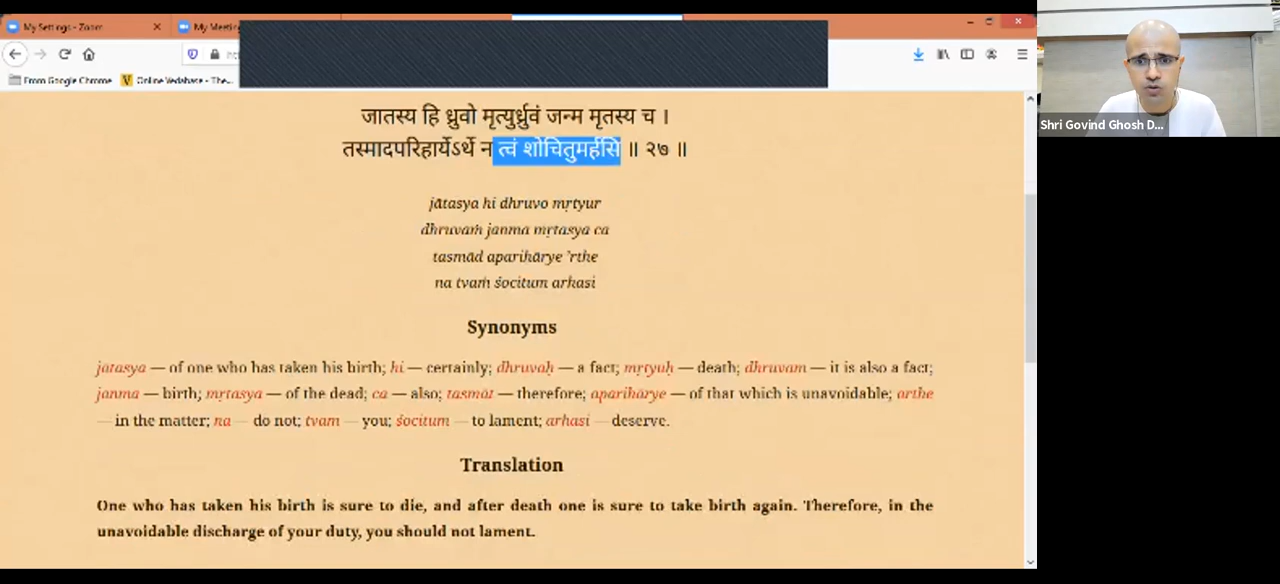 My Settings - Zoom
My Meetin
From Google Chrome
Online Vedabase - The...
Shri Govind Ghosh D...
जातस्य हि ध्रुवो मृत्युर्ध्रुवं जन्म मृतस्य च ।
तस्मादपरिहार्येऽर्थे न त्वं शोचितुमर्हसि ॥ २७ ॥
jātasya hi dhruvo mṛtyur
dhruvaṁ janma mṛtasya ca
tasmād aparihārye 'rthe
na tvaṁ śocitum arhasi
Synonyms
jātasya — of one who has taken his birth; hi — certainly; dhruvaḥ — a fact; mṛtyuḥ — death; dhruvam — it is also a fact;
janma — birth; mṛtasya — of the dead; ca — also; tasmāt — therefore; aparihārye — of that which is unavoidable; arthe
— in the matter; na — do not; tvam — you; śocitum — to lament; arhasi — deserve.
Translation
One who has taken his birth is sure to die, and after death one is sure to take birth again. Therefore, in the
unavoidable discharge of your duty, you should not lament.